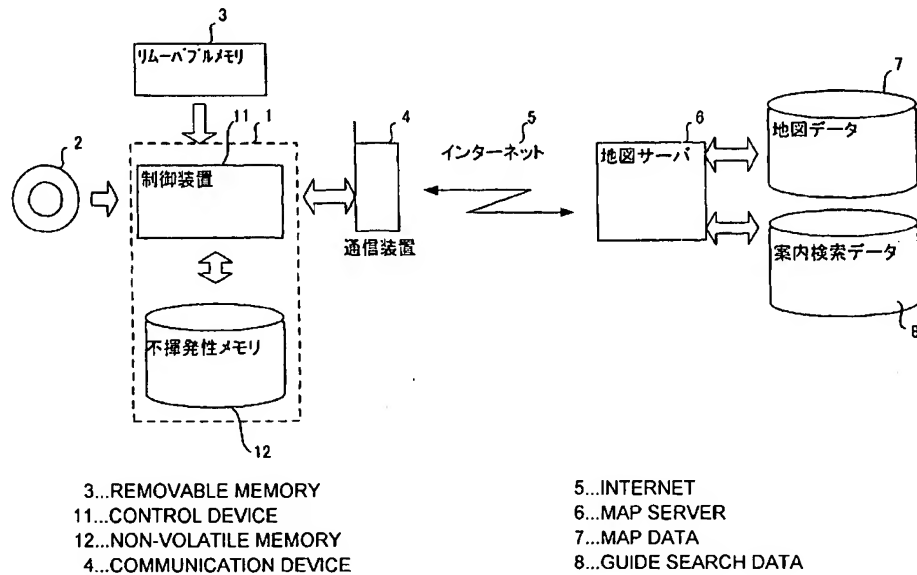 3
リムーバブルメモリ
11
1
4
5
6
7
2
制御装置
インターネット
地図サーバ
地図データ
通信装置
案内検索データ
不揮発性メモリ
8
12
3...REMOVABLE MEMORY
11...CONTROL DEVICE
12...NON-VOLATILE MEMORY
4...COMMUNICATION DEVICE
5...INTERNET
6...MAP SERVER
7...MAP DATA
8...GUIDE SEARCH DATA